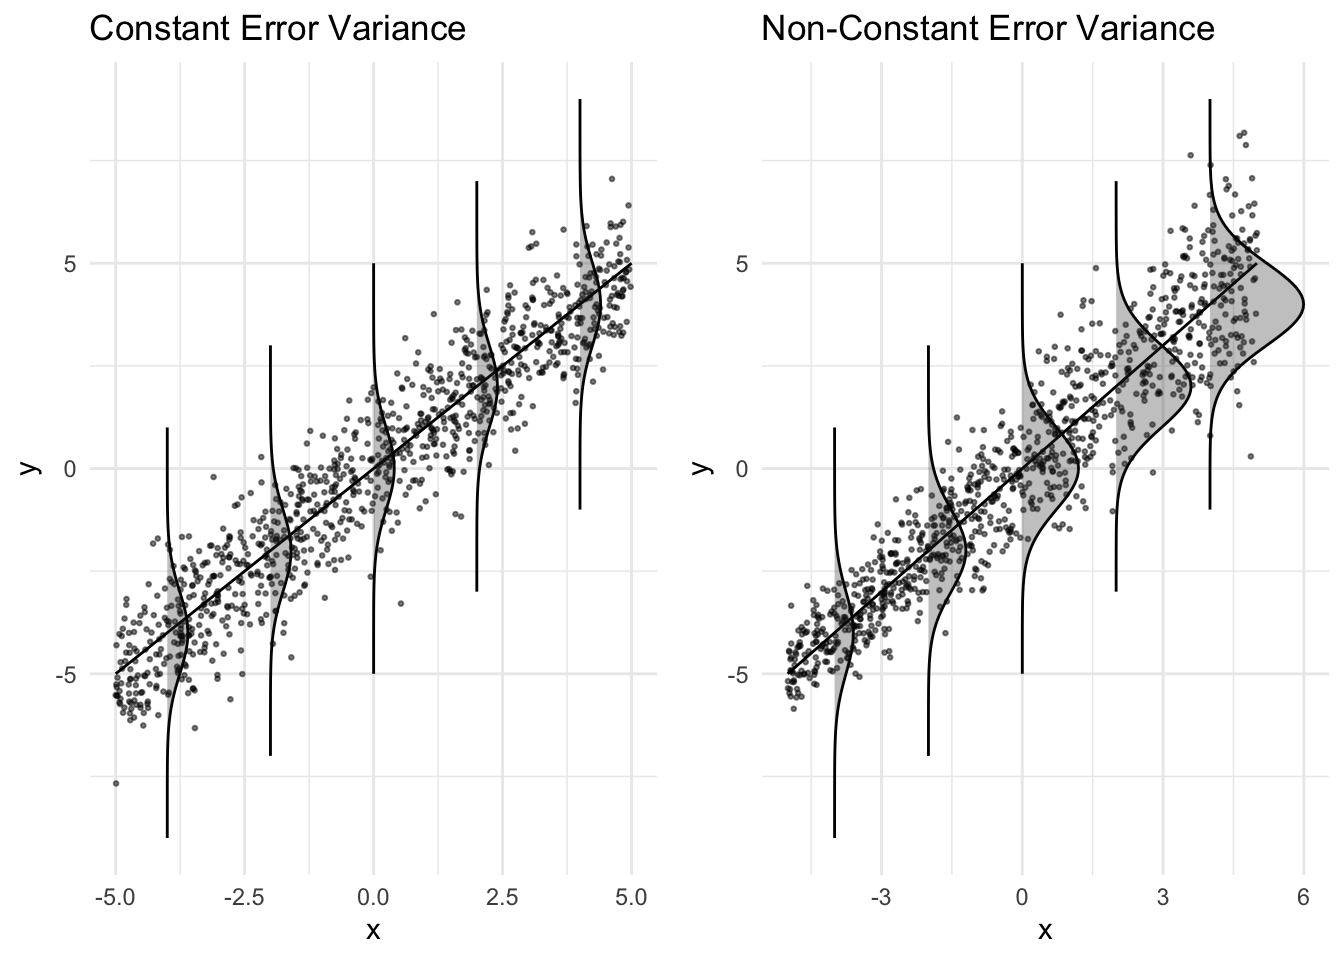 Constant Error Variance
y
5
0
-5
-5.0 -2.5 0.0 2.5 5.0
x
Non-Constant Error Variance
y
5
0
-5
-3 0 3 6
x